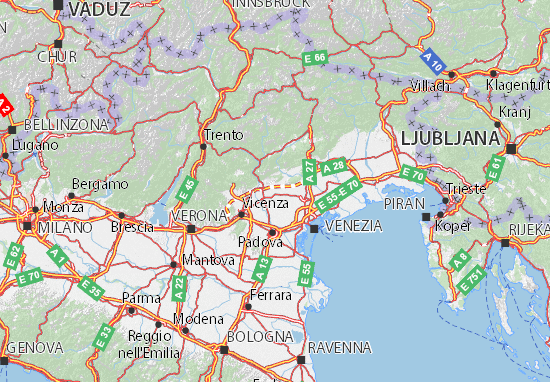 VADUZ
INNSBRUCK
CHUR
E 66
A 10
Villach
Klagenfurt
A 2
Kranj
BELLINZONA
Lugano
Trento
LJUBLJANA
A 27
A 28
E 70
E 61
Bergamo
E 45
E 55-E 70
Trieste
Monza
Vicenza
PIRAN
MILANO
Brescia
VERONA
VENEZIA
Koper
Padova
RIJEKA
E 62
A 1
E 70
Mantova
A 22
A 13
E 55
A 8
E 751
E 35
Parma
Ferrara
E 33
Modena
Reggio
nell'Emilia
BOLOGNA
GENOVA
RAVENNA